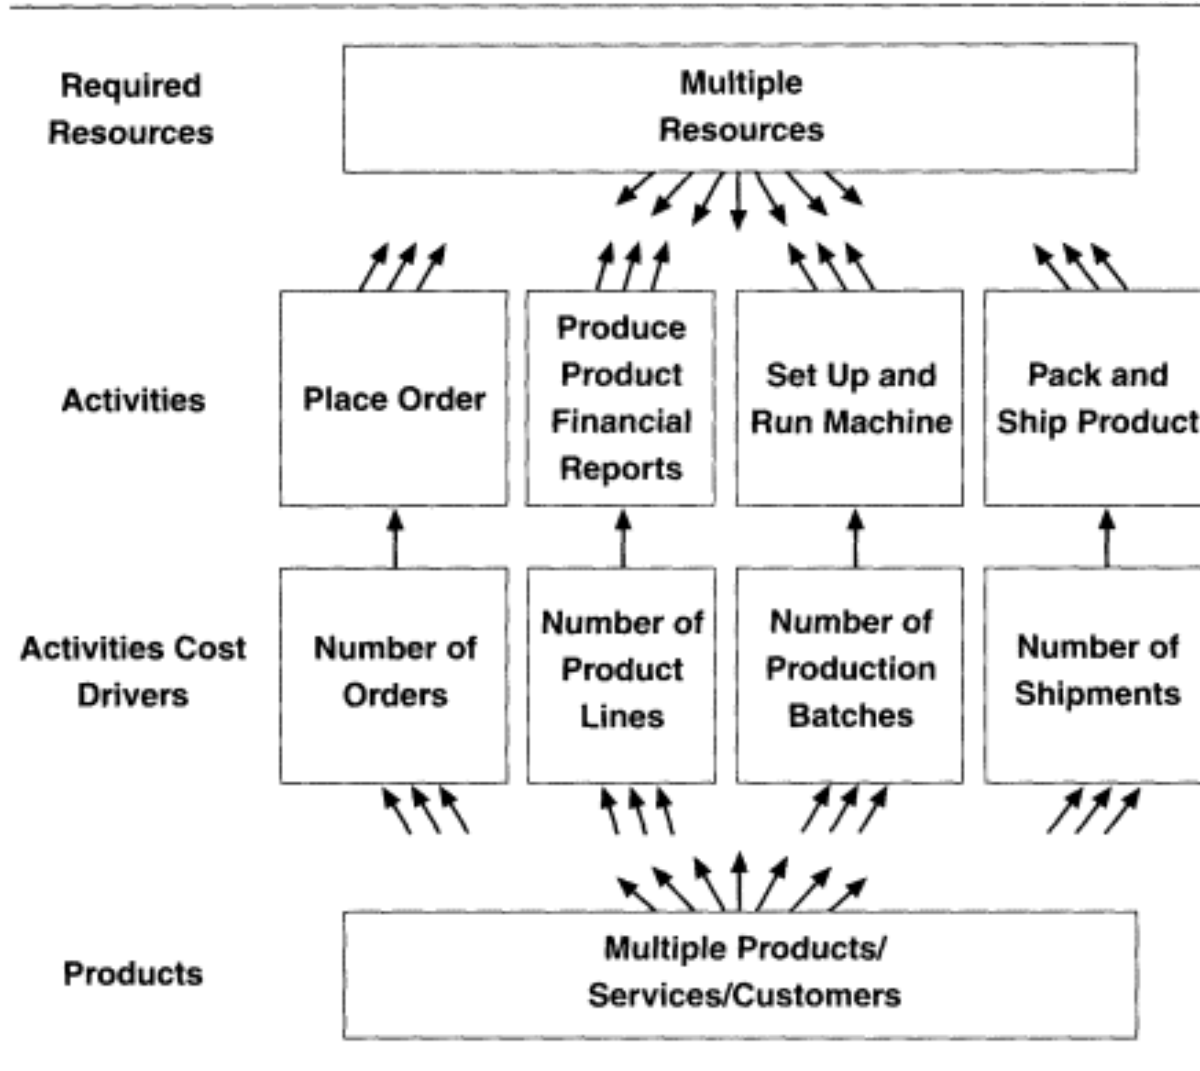 Required
Resources
Multiple
Resources
Activities
Place Order
Produce
Product
Financial
Reports
Set Up and
Run Machine
Pack and
Ship Product
Activities Cost
Drivers
Number of
Orders
Number of
Product
Lines
Number of
Production
Batches
Number of
Shipments
Products
Multiple Products/
Services/Customers